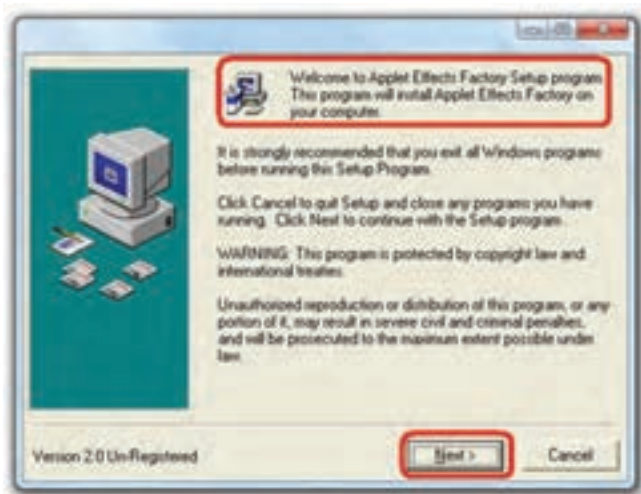 Welcome to Applet Effects Factory Setup program.
This program will install Applet Effects Factory on
your computer.
It is strongly recommended that you exit all Windows programs
before running this Setup Program.
Click Cancel to quit Setup and close any programs you have
running. Click Next to continue with the Setup program.
WARNING: This program is protected by copyright law and
international treaties.
Unauthorized reproduction or distribution of this program, or any
portion of it, may result in severe civil and criminal penalties,
and will be prosecuted to the maximum extent possible under
law.
Version 2.0 Un-Registered
Next >
Cancel